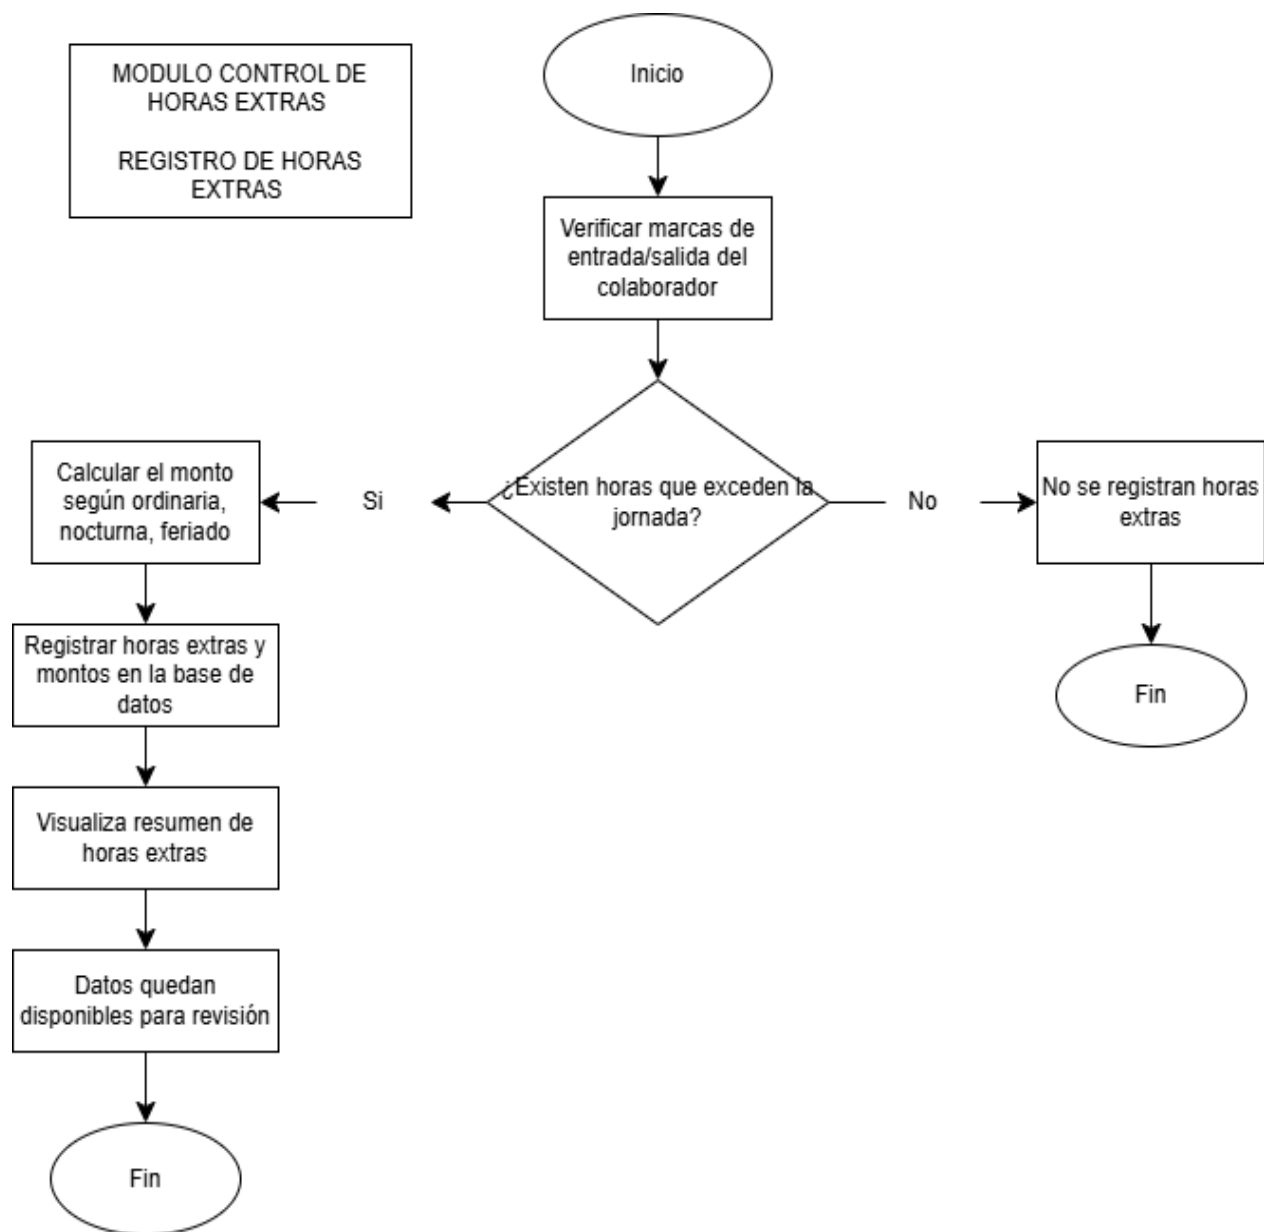 MODULO CONTROL DE
HORAS EXTRAS
REGISTRO DE HORAS
EXTRAS
Inicio
Verificar marcas de
entrada/salida del
colaborador
¿Existen horas que exceden la
jornada?
Si
No
Calcular el monto
según ordinaria,
nocturna, feriado
No se registran horas
extras
Registrar horas extras y
montos en la base de
datos
Fin
Visualiza resumen de
horas extras
Datos quedan
disponibles para revisión
Fin